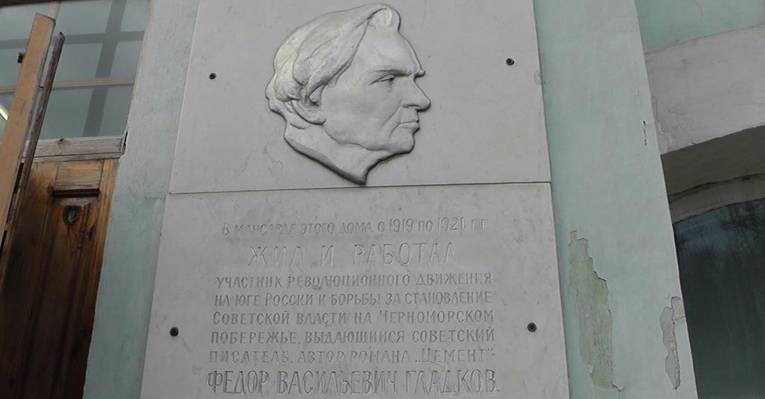 В МАНСАРДЕ ЭТОГО ДОМА С 1919 ПО 1921 ГГ
ЖИЛ И РАБОТАЛ
УЧАСТНИК РЕВОЛЮЦИОННОГО ДВИЖЕНИЯ
НА ЮГЕ РОССИИ И БОРЬБЫ ЗА СТАНОВЛЕНИЕ
СОВЕТСКОЙ ВЛАСТИ НА ЧЕРНОМОРСКОМ
ПОБЕРЕЖЬЕ, ВЫДАЮЩИЙСЯ СОВЕТСКИЙ
ПИСАТЕЛЬ, АВТОР РОМАНА „ЦЕМЕНТ"
ФЕДОР ВАСИЛЬЕВИЧ ГЛАДКОВ.